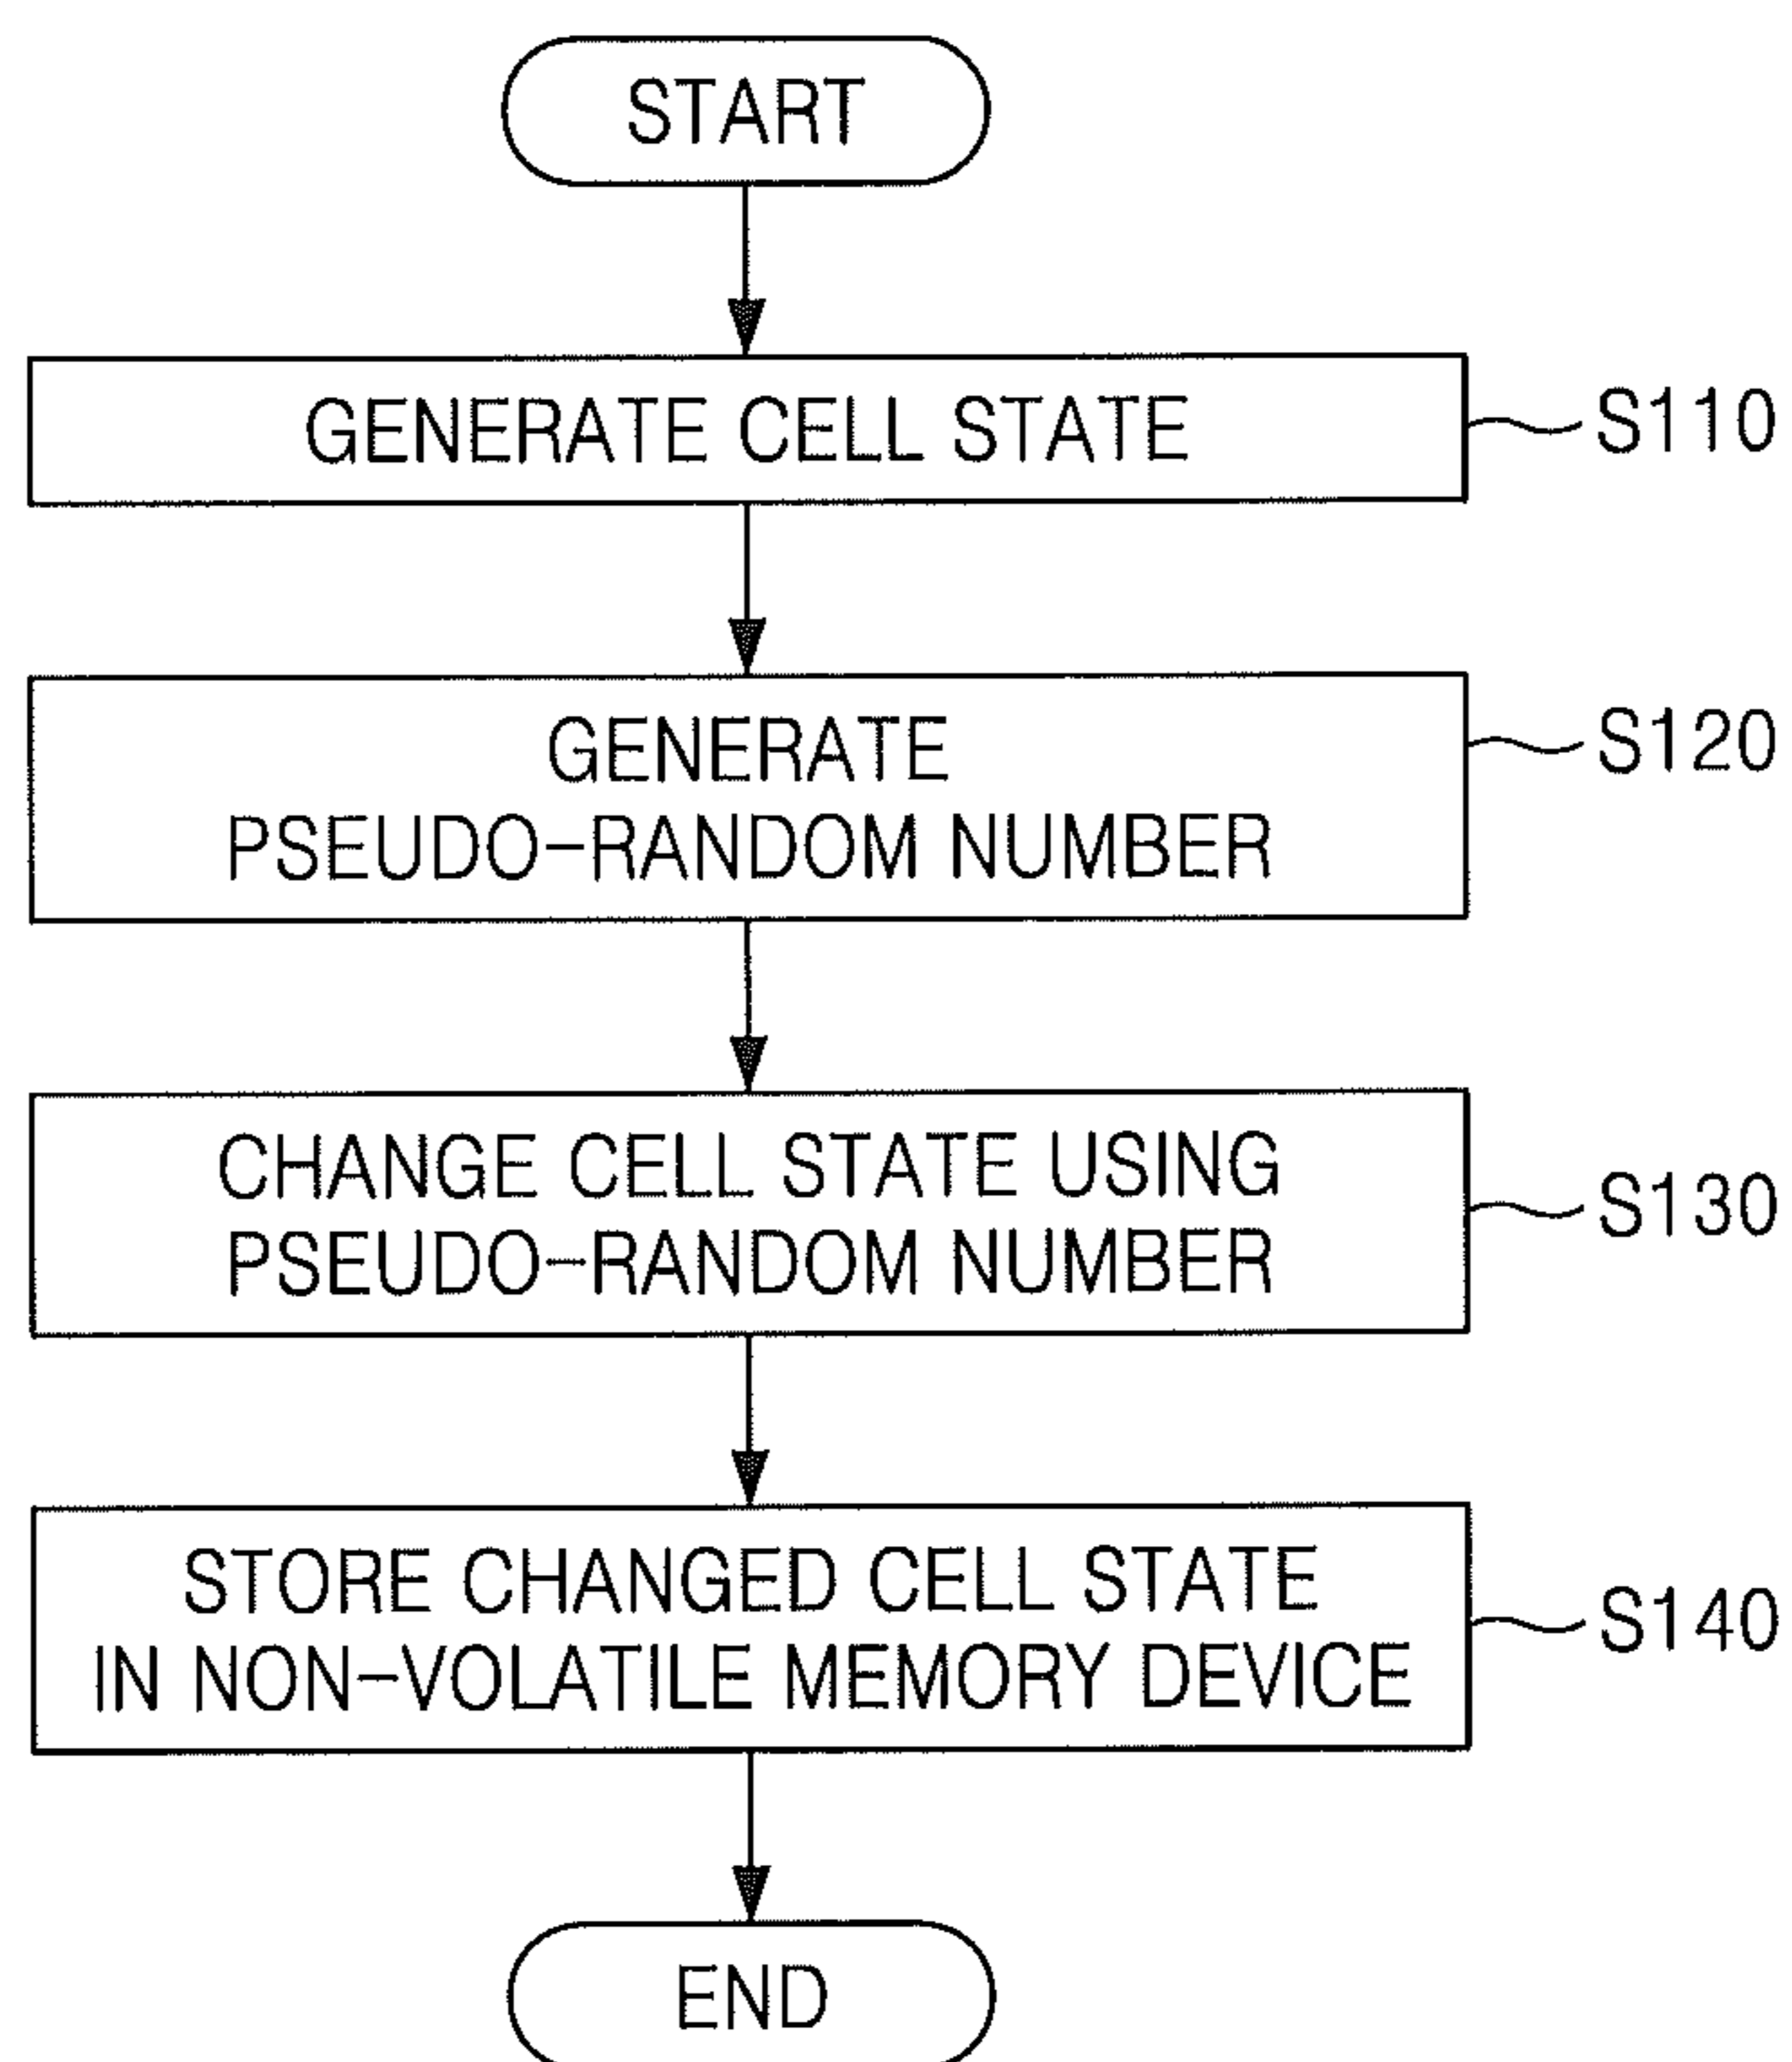 START
GENERATE CELL STATE
S110
GENERATE
PSEUDO-RANDOM NUMBER
S120
CHANGE CELL STATE USING
PSEUDO-RANDOM NUMBER
S130
STORE CHANGED CELL STATE
IN NON-VOLATILE MEMORY DEVICE
S140
END